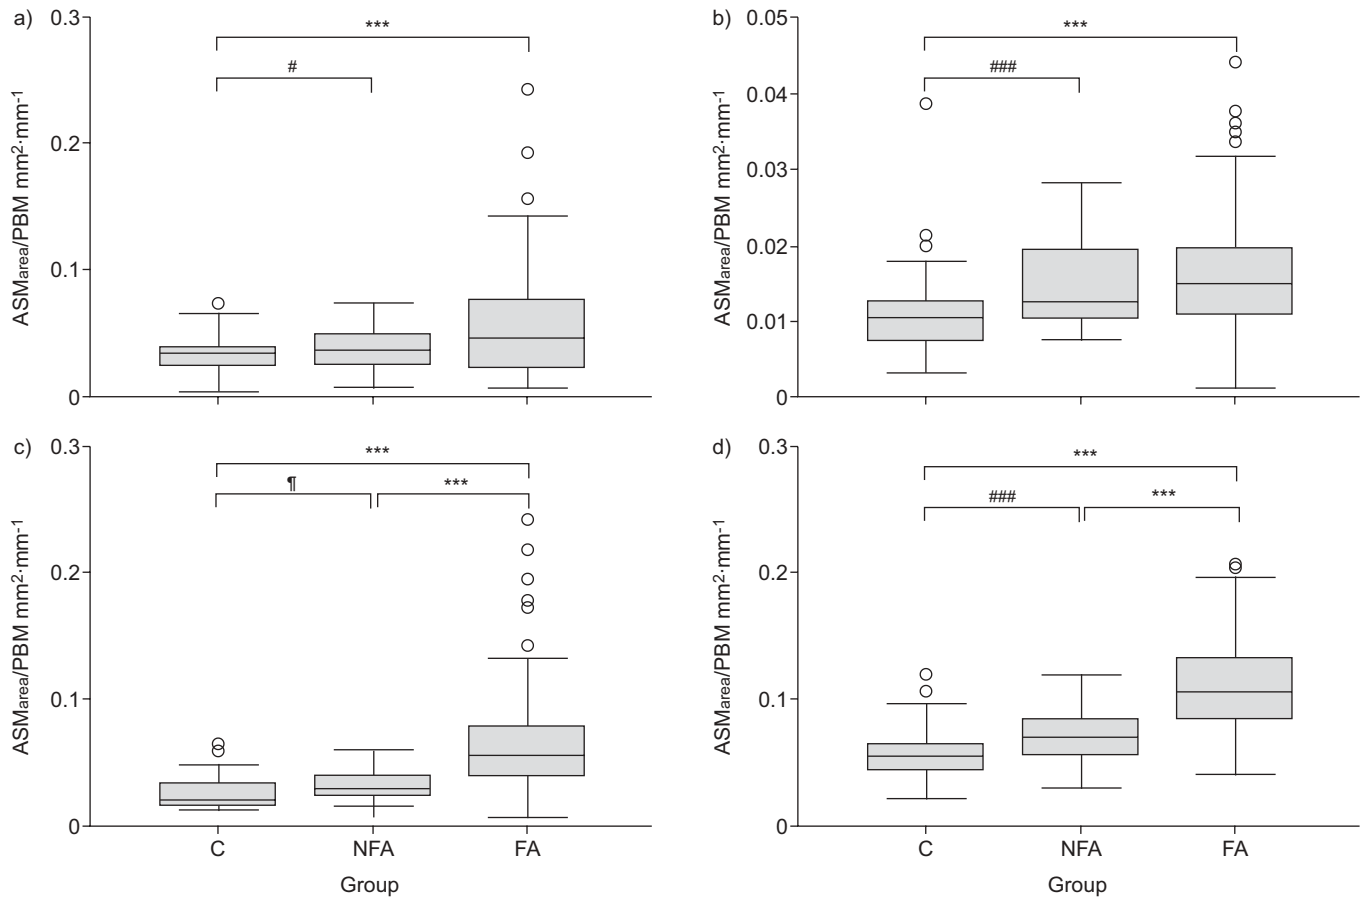 a)
0.3
0.2
0.1
0
ASMarea/PBM mm²·mm⁻¹
***
#
b)
0.05
0.04
0.03
0.02
0.01
0
ASMarea/PBM mm²·mm⁻¹
***
###
c)
0.3
0.2
0.1
0
ASMarea/PBM mm²·mm⁻¹
***
¶ ***
C NFA FA
Group
d)
0.3
0.2
0.1
0
ASMarea/PBM mm²·mm⁻¹
***
### ***
C NFA FA
Group